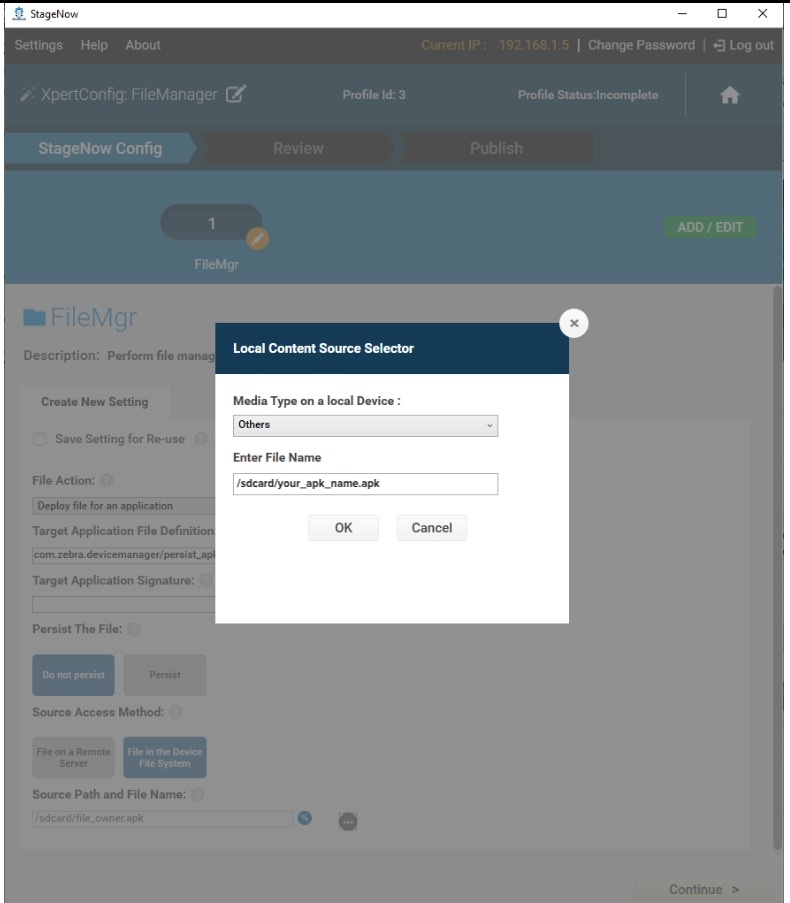 StageNow
Settings Help About Current IP : 192.168.1.5 | Change Password | Log out
XpertConfig: FileManager Profile Id: 3 Profile Status:Incomplete
StageNow Config Review Publish
1 ADD / EDIT
FileMgr
FileMgr
Description: Perform file manag
Local Content Source Selector
Media Type on a local Device :
Others
Enter File Name
/sdcard/your_apk_name.apk
OK Cancel
Create New Setting
Save Setting for Re-use ?
File Action: ?
Deploy file for an application
Target Application File Definition
com.zebra.devicemanager/persist_apk
Target Application Signature: ?
Persist The File: ?
Do not persist Persist
Source Access Method: ?
File on a Remote Server File in the Device File System
Source Path and File Name: ?
/sdcard/file_owner.apk
Continue >